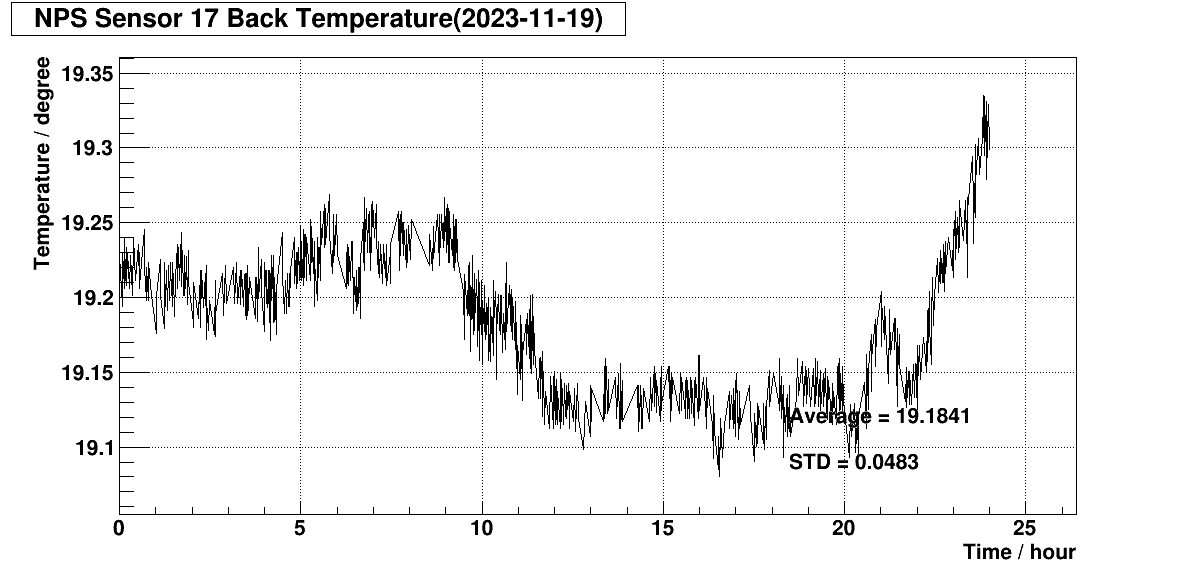 NPS Sensor 17 Back Temperature(2023-11-19)
Temperature / degree
19.35
19.3
19.25
19.2
19.15
19.1
Average = 19.1841
STD = 0.0483
0 5 10 15 20 25
Time / hour